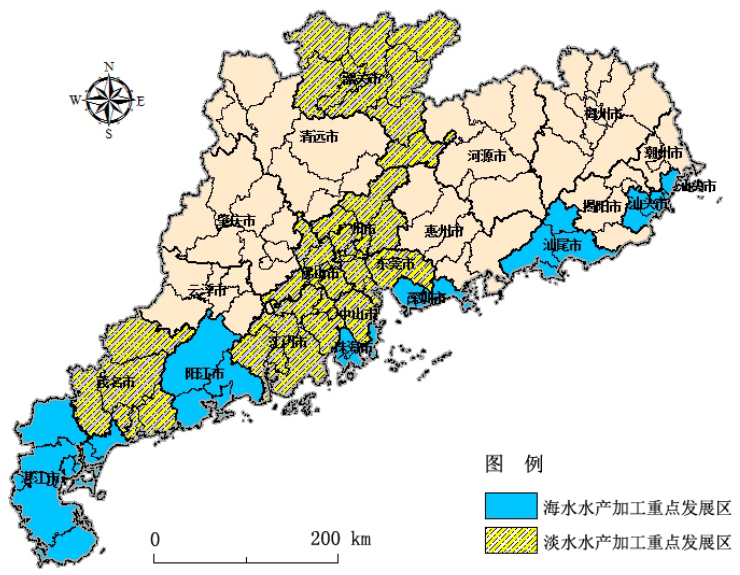 韶关市
N
W E
S
清远市
河源市
梅州市
潮州市
汕头市
揭阳市
汕头市
肇庆市
州市
惠州市
汕尾市
佛山市
东莞市
云浮市
深圳市
中山市
江门市
珠海市
阳江市
茂名市
湛江市
图 例
海水水产加工重点发展区
淡水水产加工重点发展区
0 200 km